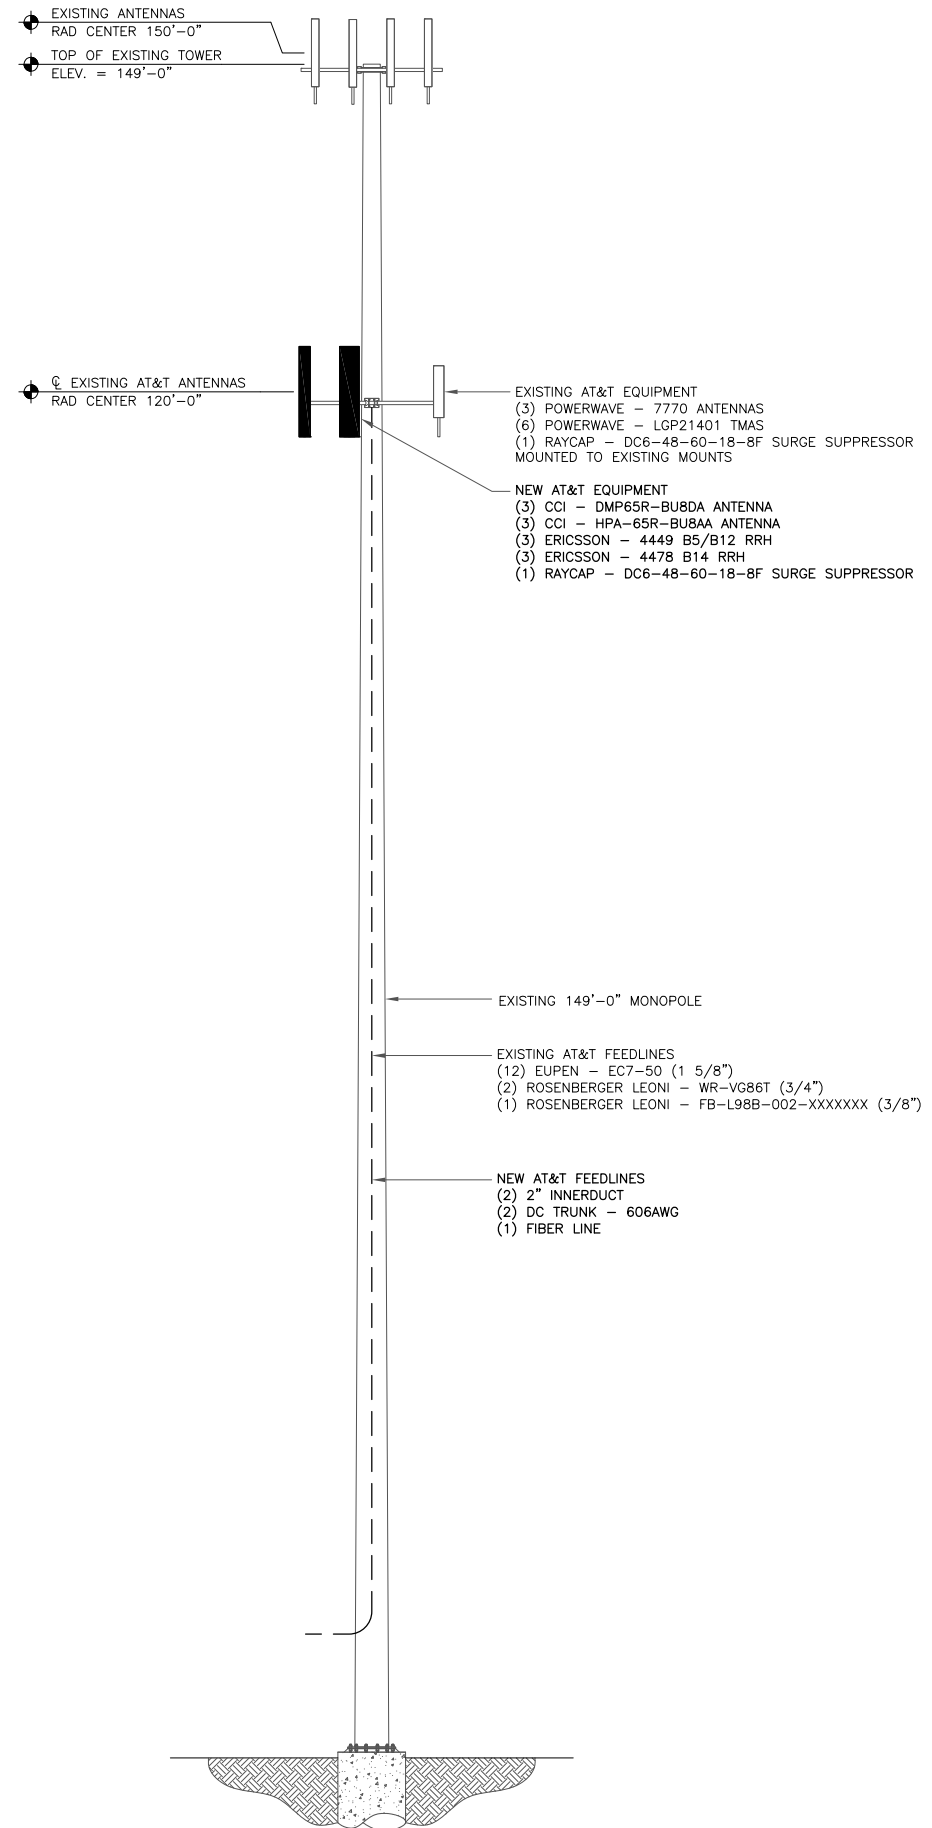 EXISTING ANTENNAS
RAD CENTER 150'-0"
TOP OF EXISTING TOWER
ELEV. = 149'-0"
℄ EXISTING AT&T ANTENNAS
RAD CENTER 120'-0"
EXISTING AT&T EQUIPMENT
(3) POWERWAVE - 7770 ANTENNAS
(6) POWERWAVE - LGP21401 TMAS
(1) RAYCAP - DC6-48-60-18-8F SURGE SUPPRESSOR
MOUNTED TO EXISTING MOUNTS
NEW AT&T EQUIPMENT
(3) CCI - DMP65R-BU8DA ANTENNA
(3) CCI - HPA-65R-BU8AA ANTENNA
(3) ERICSSON - 4449 B5/B12 RRH
(3) ERICSSON - 4478 B14 RRH
(1) RAYCAP - DC6-48-60-18-8F SURGE SUPPRESSOR
EXISTING 149'-0" MONOPOLE
EXISTING AT&T FEEDLINES
(12) EUPEN - EC7-50 (1 5/8")
(2) ROSENBERGER LEONI - WR-VG86T (3/4")
(1) ROSENBERGER LEONI - FB-L98B-002-XXXXXXX (3/8")
NEW AT&T FEEDLINES
(2) 2" INNERDUCT
(2) DC TRUNK - 606AWG
(1) FIBER LINE